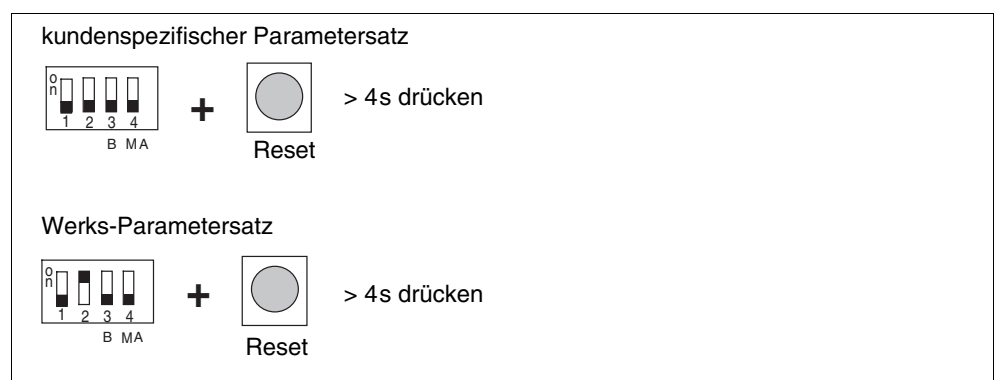 kundenspezifischer Parametersatz
on
1 2 3 4
B MA
+
Reset
> 4s drücken
Werks-Parametersatz
on
1 2 3 4
B MA
+
Reset
> 4s drücken